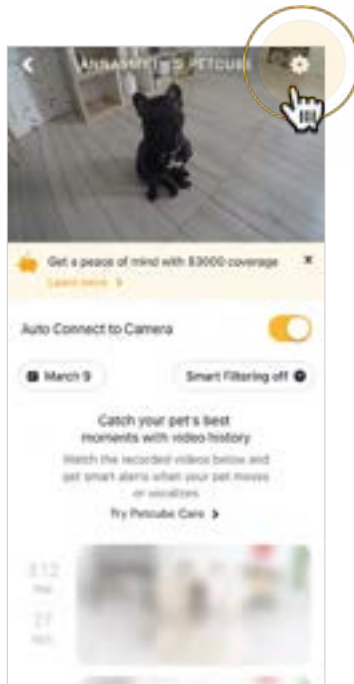 PETCUBE
Get a peace of mind with $3000 coverage
Learn more
Auto Connect to Camera
March 9
Smart Filtering off
Catch your pet's best
moments with video history
Watch the recorded videos below and
get smart alerts when your pet moves
or vocalizes
Try Petcube Care